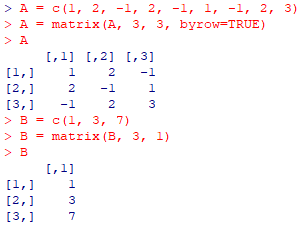 > A = c(1, 2, -1, 2, -1, 1, -1, 2, 3)
> A = matrix(A, 3, 3, byrow=TRUE)
> A
     [,1] [,2] [,3]
[1,]    1    2   -1
[2,]    2   -1    1
[3,]   -1    2    3
> B = c(1, 3, 7)
> B = matrix(B, 3, 1)
> B
     [,1]
[1,]    1
[2,]    3
[3,]    7